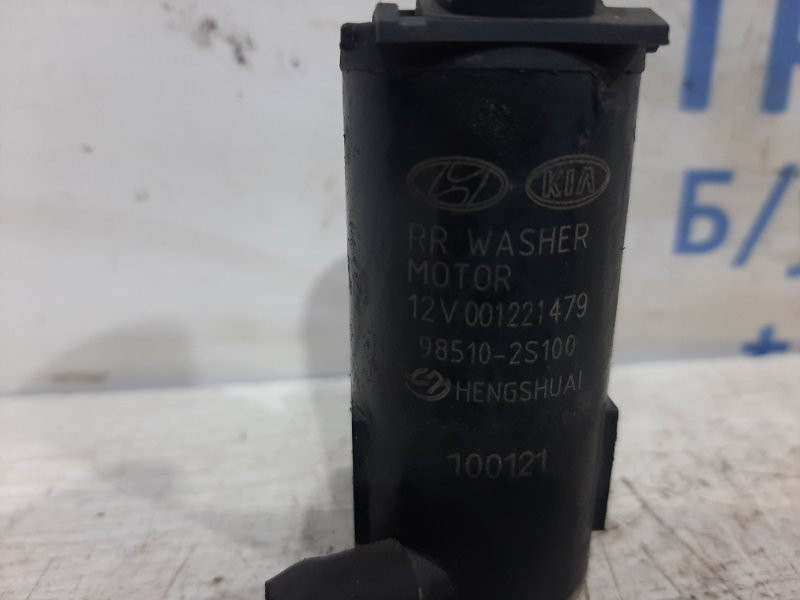 KIA
RR WASHER
MOTOR
12V 001221479
98510-2S100
HENGSHUAI
100121
Б/